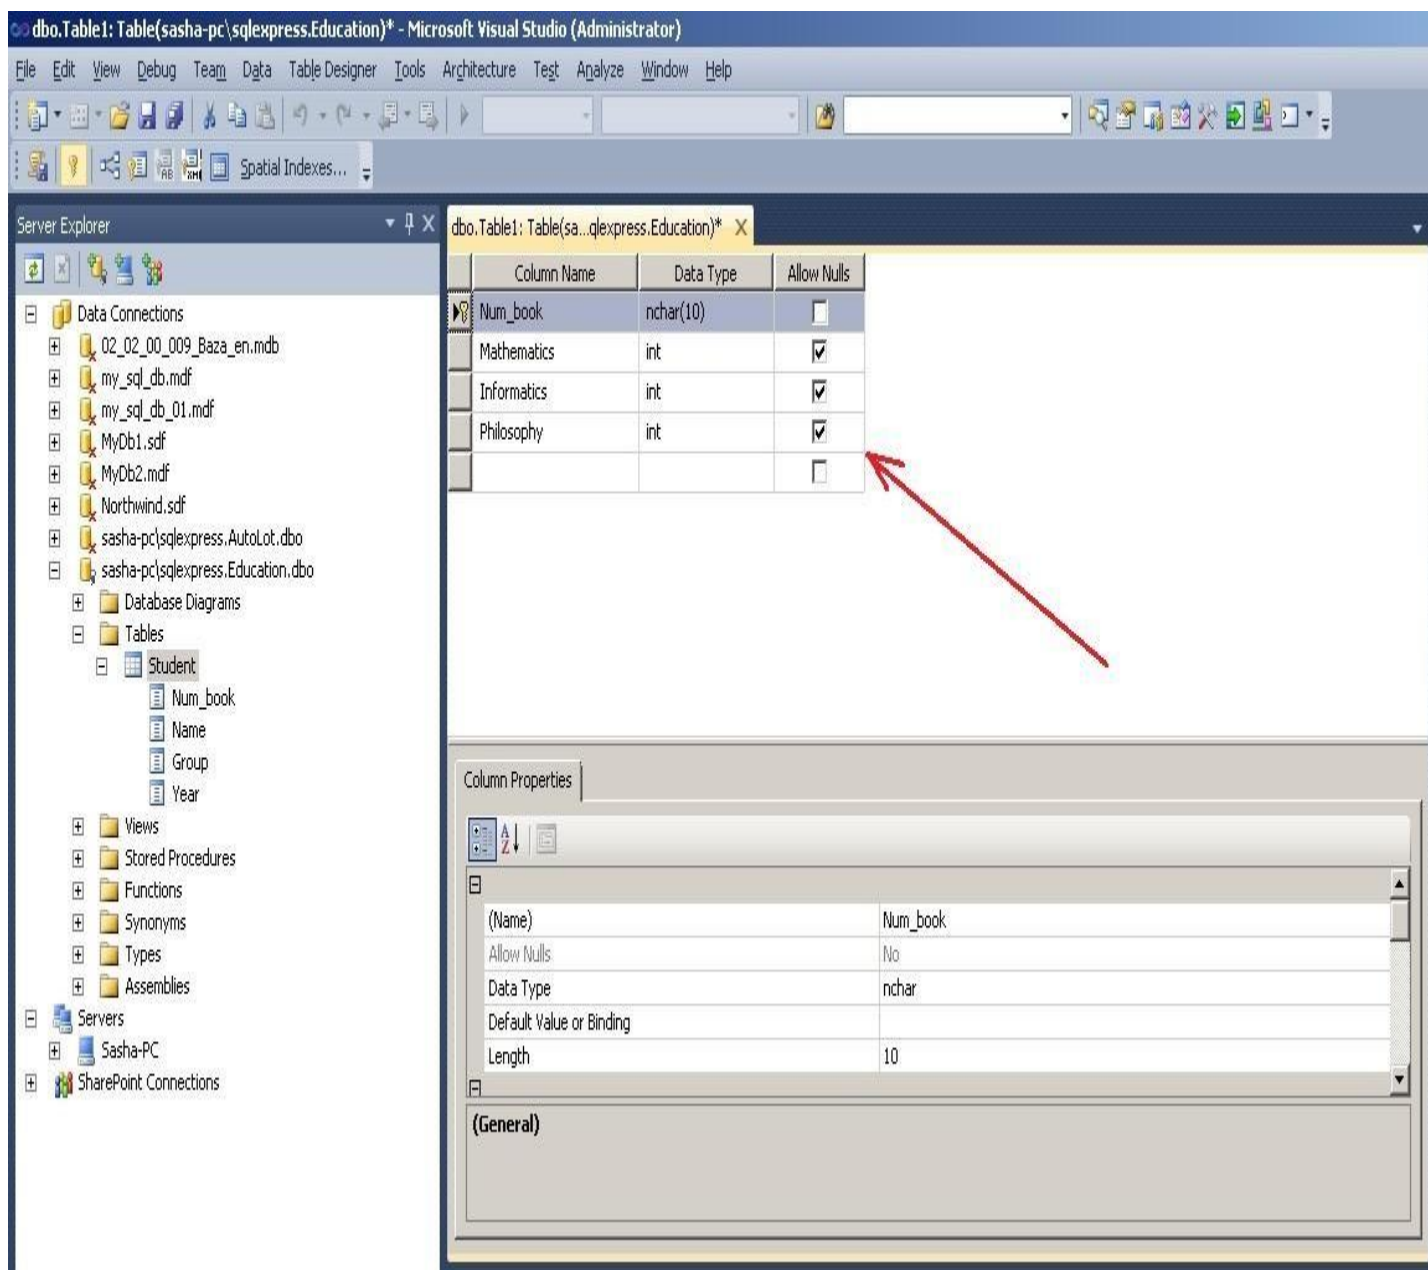 dbo.Table1: Table(sasha-pc\sqlexpress.Education)* - Microsoft Visual Studio (Administrator)
File Edit View Debug Team Data Table Designer Tools Architecture Test Analyze Window Help
Spatial Indexes...
Server Explorer
Data Connections
02_02_00_009_Baza_en.mdb
my_sql_db.mdf
my_sql_db_01.mdf
MyDb1.sdf
MyDb2.mdf
Northwind.sdf
sasha-pc\sqlexpress.AutoLot.dbo
sasha-pc\sqlexpress.Education.dbo
Database Diagrams
Tables
Student
Num_book
Name
Group
Year
Views
Stored Procedures
Functions
Synonyms
Types
Assemblies
Servers
Sasha-PC
SharePoint Connections
dbo.Table1: Table(sa...qlexpress.Education)*
Column Name Data Type Allow Nulls
Num_book nchar(10)
Mathematics int
Informatics int
Philosophy int
Column Properties
(Name) Num_book
Allow Nulls No
Data Type nchar
Default Value or Binding
Length 10
(General)